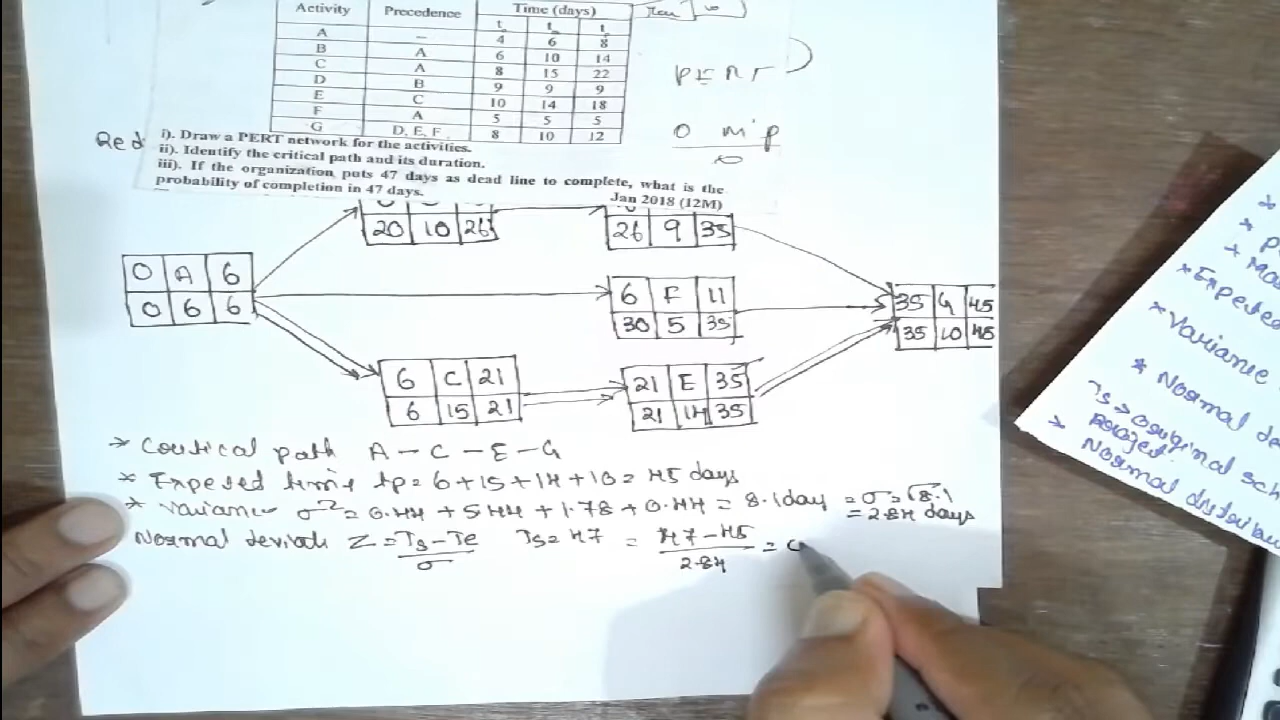 Activity Precedence Time (days)
t t t
A – 4 6 8
B A 6 10 14
C A 8 15 22
D B 9 9 9
E C 10 14 18
F A 5 5 5
G D, E, F 8 10 12
PERT
o m p
Red
i). Draw a PERT network for the activities.
ii). Identify the critical path and its duration.
iii). If the organization puts 47 days as dead line to complete, what is the
probability of completion in 47 days.
Jan 2018 (12M)
20 10 26
26 9 35
0 A 6
0 6 6
6 F 11
30 5 35
35 G 45
35 10 45
6 C 21
6 15 21
21 E 35
21 14 35
→ Coutical path A – C – E – G
* Expeted time tp = 6 + 15 + 14 + 10 = 45 days
* Variance σ² = 0.44 + 5.44 + 1.78 + 0.44 = 8.1 day = σ = √8.1
= 2.84 days
Normal deviate Z = Ts – Te Ts = 47 = 47 – 45 =
σ 2.84
* Expeted
* Variance
* Normal de
Ts → original sch
Project
* Normal distribu